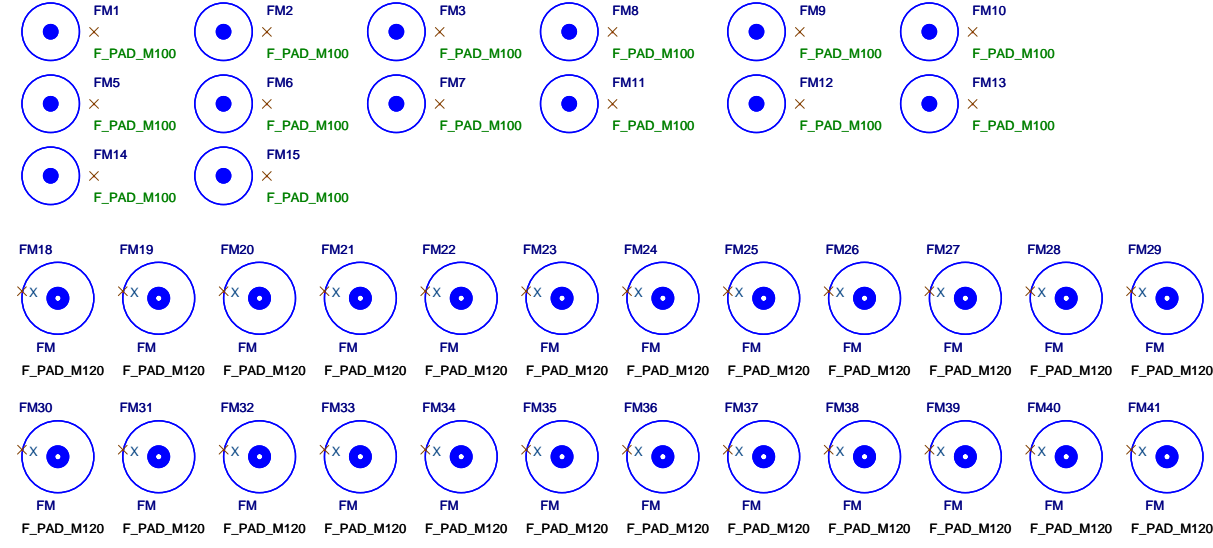 FM1 FM2 FM3 FM8 FM9 FM10
F_PAD_M100 F_PAD_M100 F_PAD_M100 F_PAD_M100 F_PAD_M100 F_PAD_M100
FM5 FM6 FM7 FM11 FM12 FM13
F_PAD_M100 F_PAD_M100 F_PAD_M100 F_PAD_M100 F_PAD_M100 F_PAD_M100
FM14 FM15
F_PAD_M100 F_PAD_M100
FM18 FM19 FM20 FM21 FM22 FM23 FM24 FM25 FM26 FM27 FM28 FM29
X X X X X X X X X X X X
FM FM FM FM FM FM FM FM FM FM FM FM
F_PAD_M120 F_PAD_M120 F_PAD_M120 F_PAD_M120 F_PAD_M120 F_PAD_M120 F_PAD_M120 F_PAD_M120 F_PAD_M120 F_PAD_M120 F_PAD_M120 F_PAD_M120
FM30 FM31 FM32 FM33 FM34 FM35 FM36 FM37 FM38 FM39 FM40 FM41
X X X X X X X X X X X X
FM FM FM FM FM FM FM FM FM FM FM FM
F_PAD_M120 F_PAD_M120 F_PAD_M120 F_PAD_M120 F_PAD_M120 F_PAD_M120 F_PAD_M120 F_PAD_M120 F_PAD_M120 F_PAD_M120 F_PAD_M120 F_PAD_M120